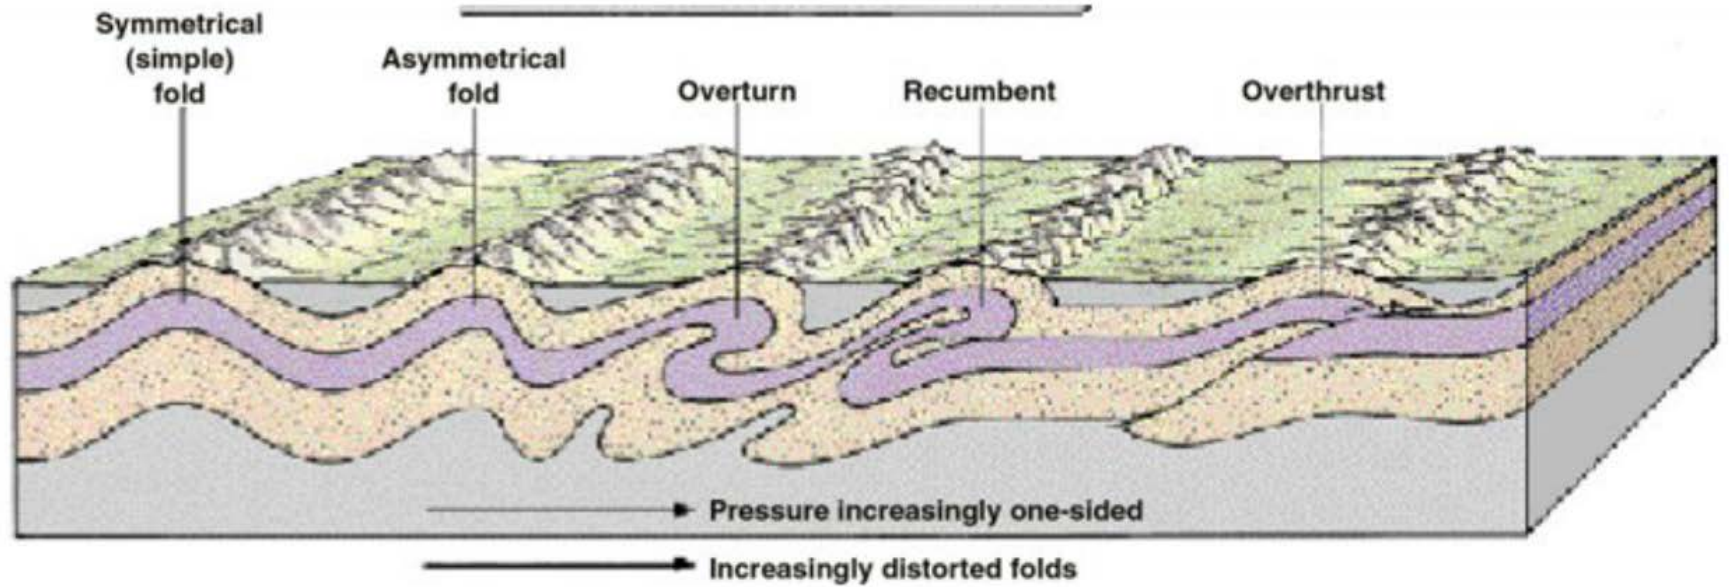 Symmetrical
(simple)
fold
Asymmetrical
fold
Overturn
Recumbent
Overthrust
Pressure increasingly one-sided
Increasingly distorted folds